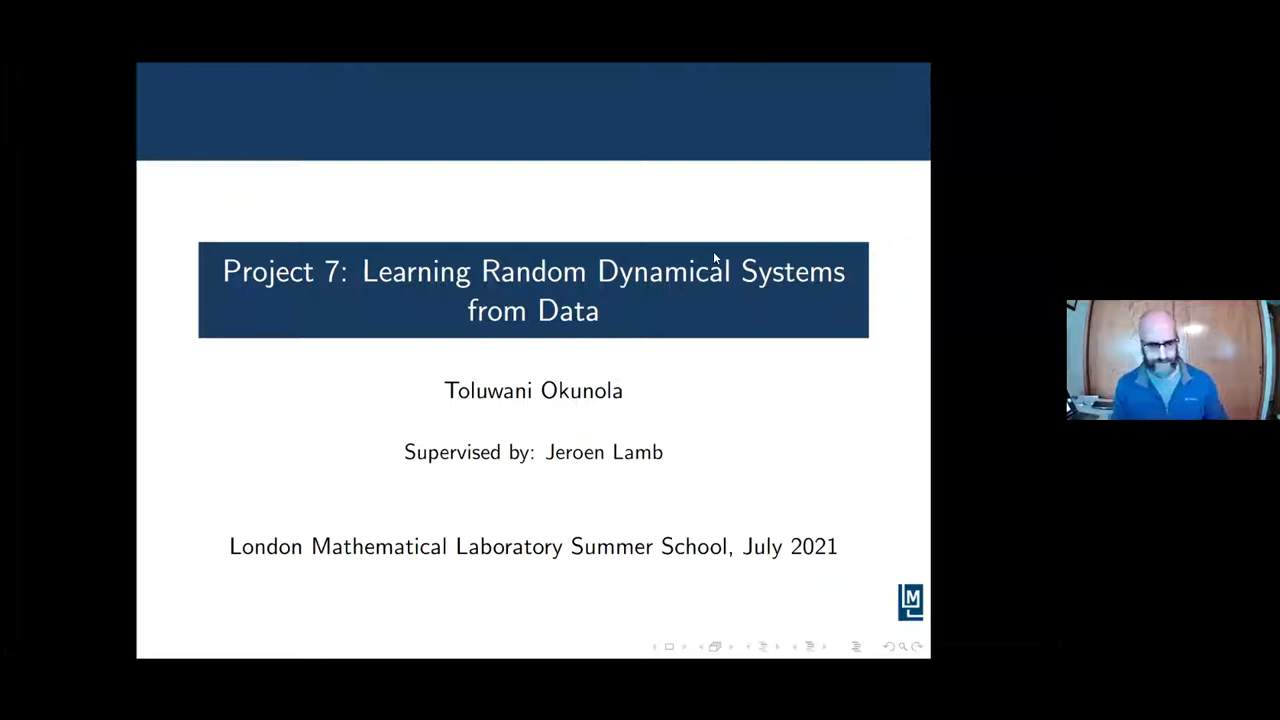 Project 7: Learning Random Dynamical Systems
from Data
Toluwani Okunola
Supervised by: Jeroen Lamb
London Mathematical Laboratory Summer School, July 2021
LML